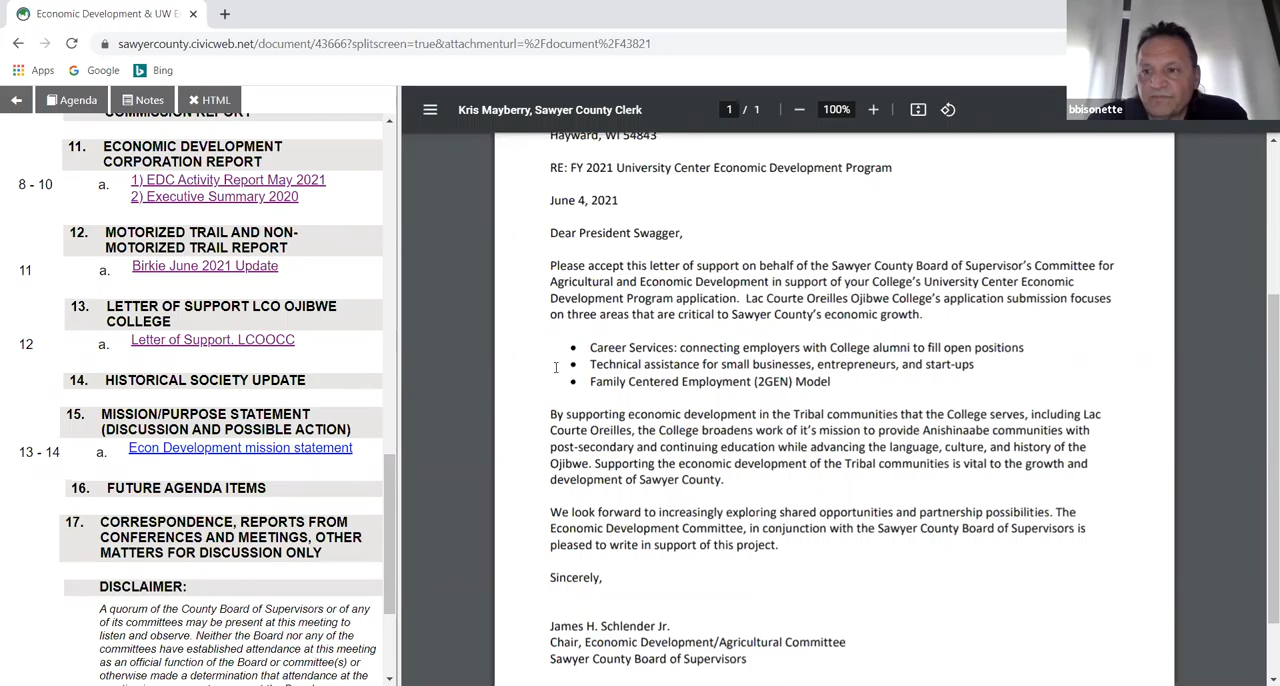 Economic Development & UW E
sawyercounty.civicweb.net/document/43666?splitscreen=true&attachmenturl=%2Fdocument%2F43821
Apps Google Bing
bbisonette
Agenda Notes HTML
COMMISSION REPORT
11. ECONOMIC DEVELOPMENT
CORPORATION REPORT
8 - 10 a. 1) EDC Activity Report May 2021
2) Executive Summary 2020
12. MOTORIZED TRAIL AND NON-
MOTORIZED TRAIL REPORT
11 a. Birkie June 2021 Update
13. LETTER OF SUPPORT LCO OJIBWE
COLLEGE
12 a. Letter of Support, LCOOCC
14. HISTORICAL SOCIETY UPDATE
15. MISSION/PURPOSE STATEMENT
(DISCUSSION AND POSSIBLE ACTION)
13 - 14 a. Econ Development mission statement
16. FUTURE AGENDA ITEMS
17. CORRESPONDENCE, REPORTS FROM
CONFERENCES AND MEETINGS, OTHER
MATTERS FOR DISCUSSION ONLY
DISCLAIMER:
A quorum of the County Board of Supervisors or of any
of its committees may be present at this meeting to
listen and observe. Neither the Board nor any of the
committees have established attendance at this meeting
as an official function of the Board or committee(s) or
otherwise made a determination that attendance at the
Kris Mayberry, Sawyer County Clerk 1 / 1 100%
Hayward, WI 54843
RE: FY 2021 University Center Economic Development Program
June 4, 2021
Dear President Swagger,
Please accept this letter of support on behalf of the Sawyer County Board of Supervisor's Committee for
Agricultural and Economic Development in support of your College's University Center Economic
Development Program application. Lac Courte Oreilles Ojibwe College's application submission focuses
on three areas that are critical to Sawyer County's economic growth.
• Career Services: connecting employers with College alumni to fill open positions
• Technical assistance for small businesses, entrepreneurs, and start-ups
• Family Centered Employment (2GEN) Model
By supporting economic development in the Tribal communities that the College serves, including Lac
Courte Oreilles, the College broadens work of it's mission to provide Anishinaabe communities with
post-secondary and continuing education while advancing the language, culture, and history of the
Ojibwe. Supporting the economic development of the Tribal communities is vital to the growth and
development of Sawyer County.
We look forward to increasingly exploring shared opportunities and partnership possibilities. The
Economic Development Committee, in conjunction with the Sawyer County Board of Supervisors is
pleased to write in support of this project.
Sincerely,
James H. Schlender Jr.
Chair, Economic Development/Agricultural Committee
Sawyer County Board of Supervisors